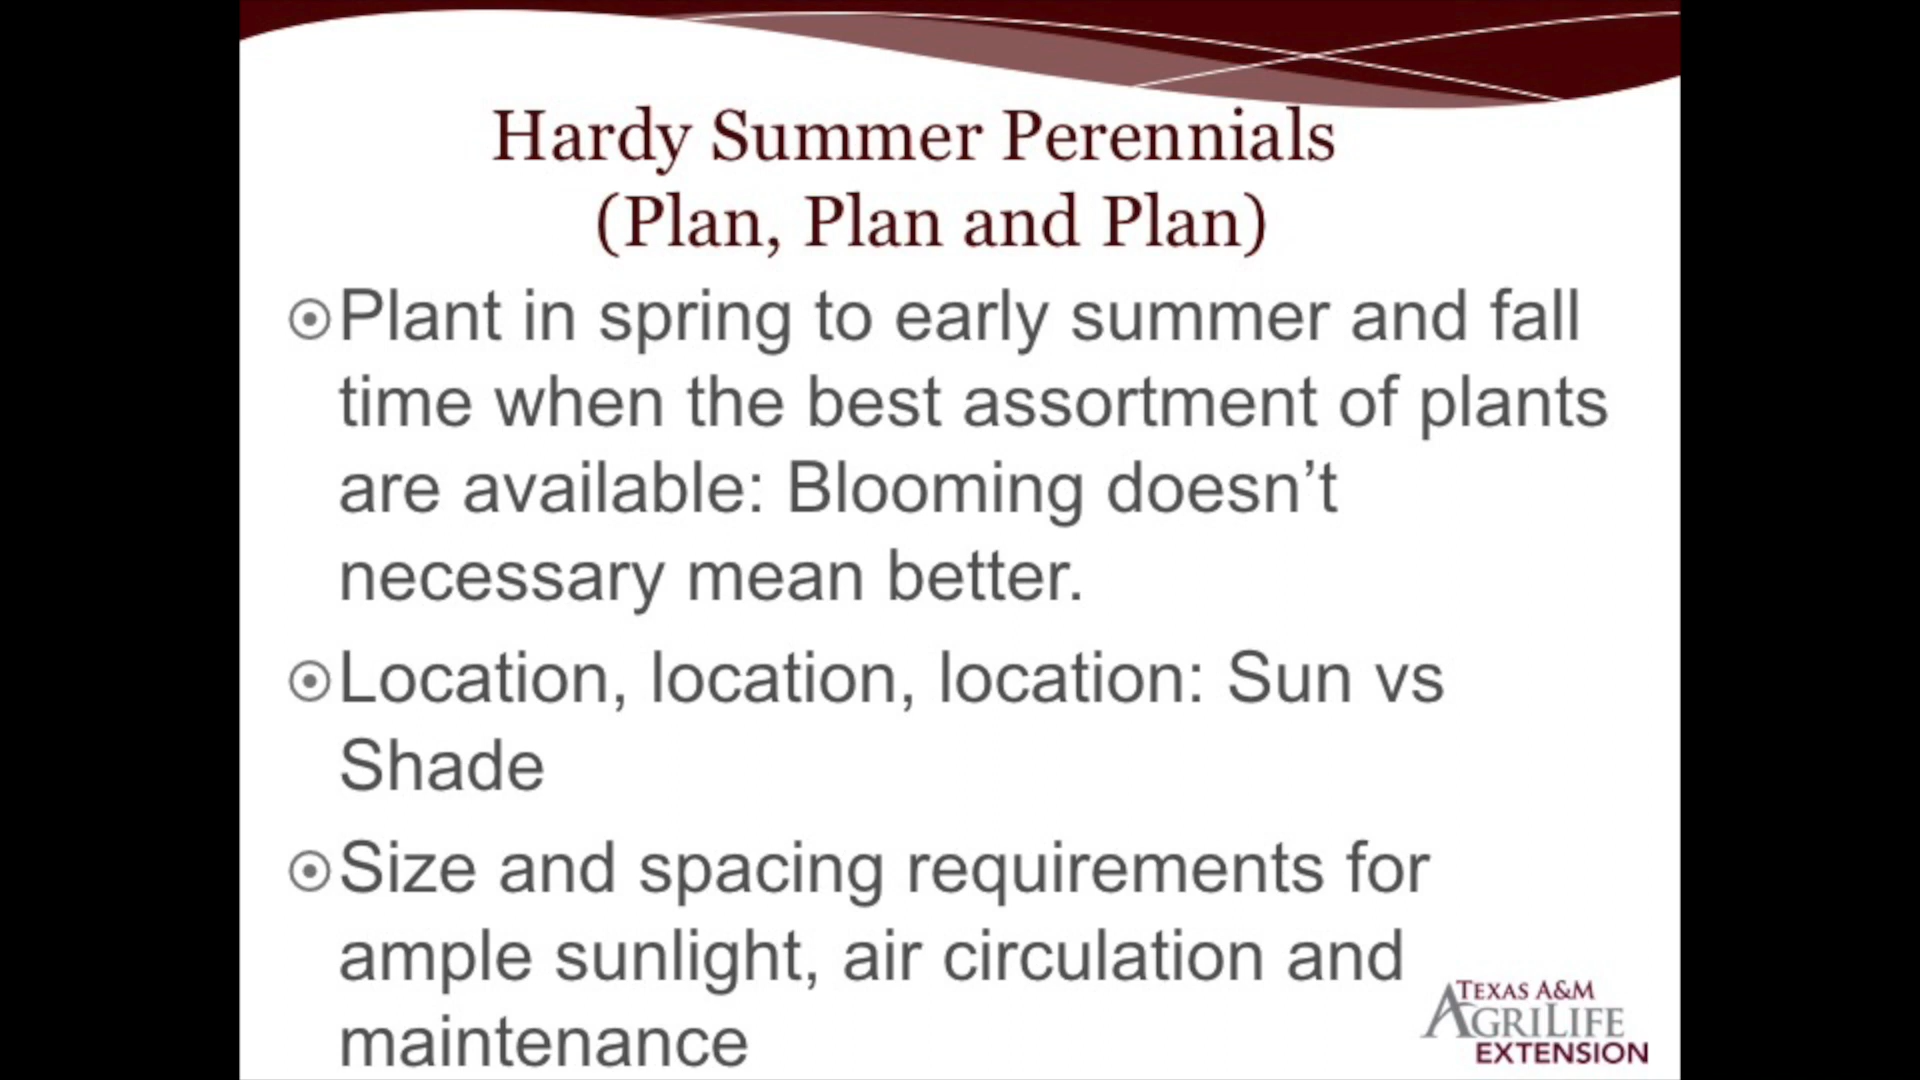 Hardy Summer Perennials
(Plan, Plan and Plan)
Plant in spring to early summer and fall
time when the best assortment of plants
are available: Blooming doesn’t
necessary mean better.
Location, location, location: Sun vs
Shade
Size and spacing requirements for
ample sunlight, air circulation and
maintenance
TEXAS A&M
AGRILIFE
EXTENSION